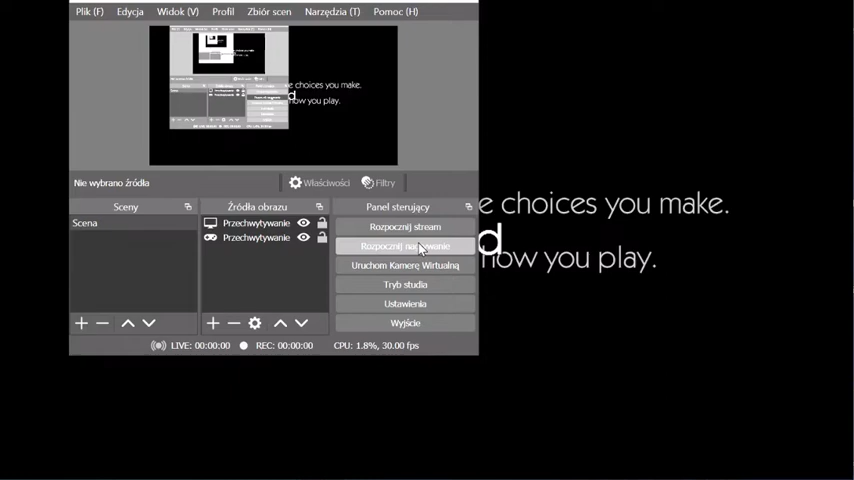 Plik (F) Edycja Widok (V) Profil Zbiór scen Narzędzia (T) Pomoc (H)
e choices you make.
d how you play.
Nie wybrano źródła Właściwości Filtry
Sceny Źródła obrazu Panel sterujący
Scena Przechwytywanie Rozpocznij stream
Przechwytywanie Rozpocznij nagrywanie
Uruchom Kamerę Wirtualną
Tryb studia
Ustawienia
Wyjście
LIVE: 00:00:00 REC: 00:00:00 CPU: 1.8%, 30.00 fps
e choices you make.
d
how you play.